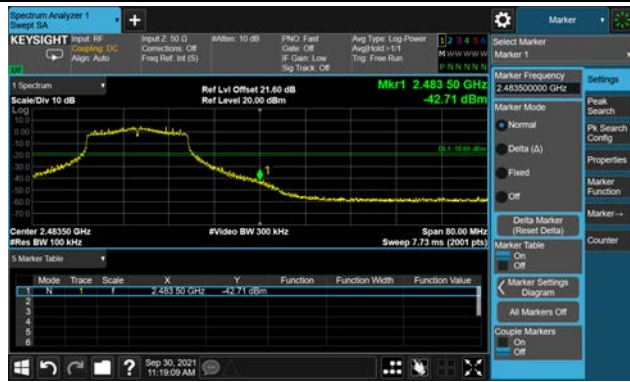 Spectrum Analyzer 1
Swept SA
Marker
KEYSIGHT
Input: RF
Coupling: DC
Align: Auto
Input Z: 50 Ω
Corrections: Off
Freq Ref: Int (S)
#Atten: 30 dB
PNO: Fast
Gate: Off
IF Gain: Low
Sig Track: Off
Avg Type: Log-Power
Avg|Hold:>1/1
Trig: Free Run
1 2 3 4 5 6
M W W W W W
P N N N N N
Select Marker
Marker 1
1 Spectrum
Scale/Div 10 dB
Log
Ref Lvl Offset 21.60 dB
Ref Level 20.00 dBm
Mkr1 2.483 50 GHz
-42.71 dBm
10.0
0.00
-10.0
-20.0
-30.0
-40.0
-50.0
-60.0
-70.0
1
Center 2.48350 GHz
#Res BW 100 kHz
#Video BW 300 kHz
Span 80.00 MHz
Sweep 7.73 ms (2001 pts)
5 Marker Table
Mode Trace Scale X Y Function Function Width Function Value
1 N 1 f 2.483 50 GHz -42.71 dBm
2
3
4
5
6
Marker Frequency
2.483500000 GHz
Marker Mode
Normal
Delta (Δ)
Fixed
Off
Delta Marker
(Reset Delta)
Marker Table
On
Off
Marker Settings
Diagram
All Markers Off
Couple Markers
On
Off
Settings
Peak
Search
Pk Search
Config
Properties
Marker
Function
Marker→
Counter
Sep 30, 2021
11:19:09 AM